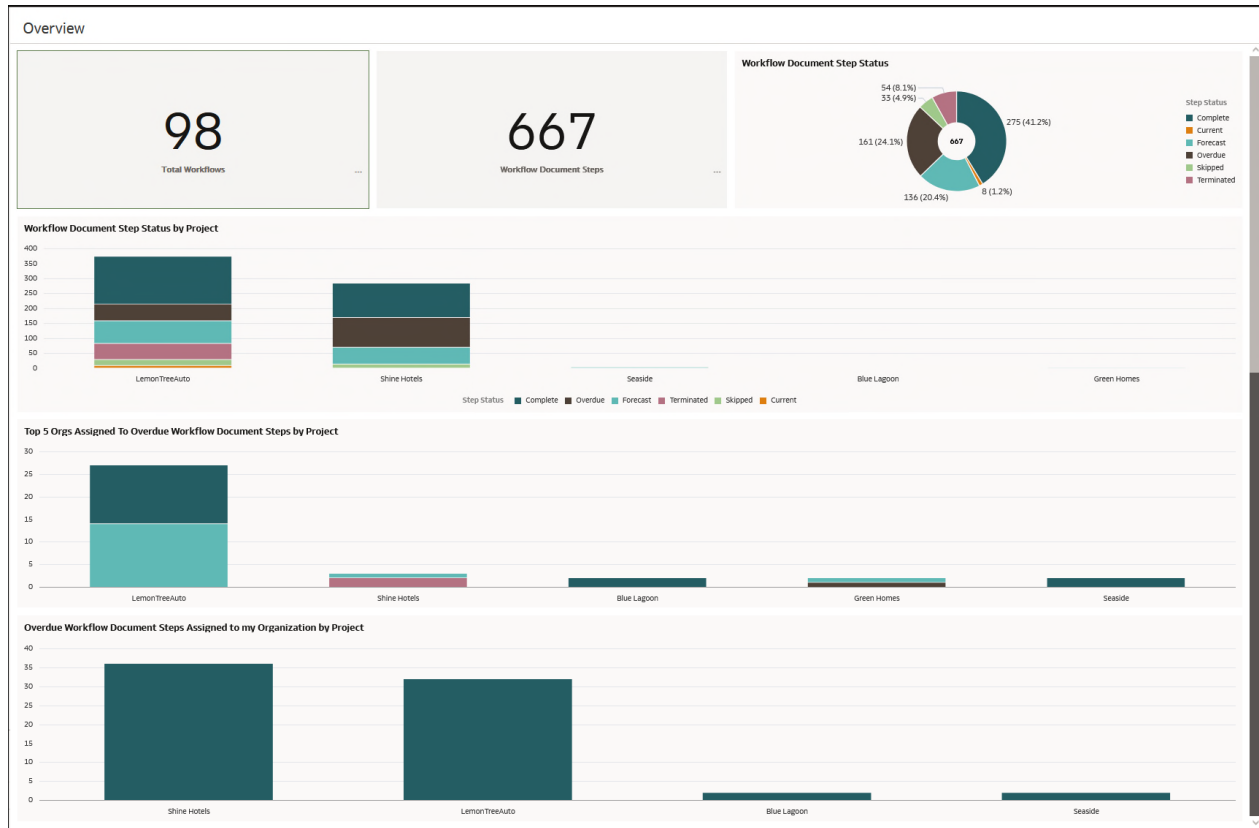 Overview
98
Total Workflows
...
667
Workflow Document Steps
...
Workflow Document Step Status
54 (8.1%)
33 (4.9%)
275 (41.2%)
161 (24.1%)
667
136 (20.4%)
8 (1.2%)
Step Status
Complete
Current
Forecast
Overdue
Skipped
Terminated
Workflow Document Step Status by Project
400
350
300
250
200
150
100
50
0
LemonTreeAuto Shine Hotels Seaside Blue Lagoon Green Homes
Step Status Complete Overdue Forecast Terminated Skipped Current
Top 5 Orgs Assigned To Overdue Workflow Document Steps by Project
30
25
20
15
10
5
0
LemonTreeAuto Shine Hotels Blue Lagoon Green Homes Seaside
Overdue Workflow Document Steps Assigned to my Organization by Project
40
35
30
25
20
15
10
5
0
Shine Hotels LemonTreeAuto Blue Lagoon Seaside